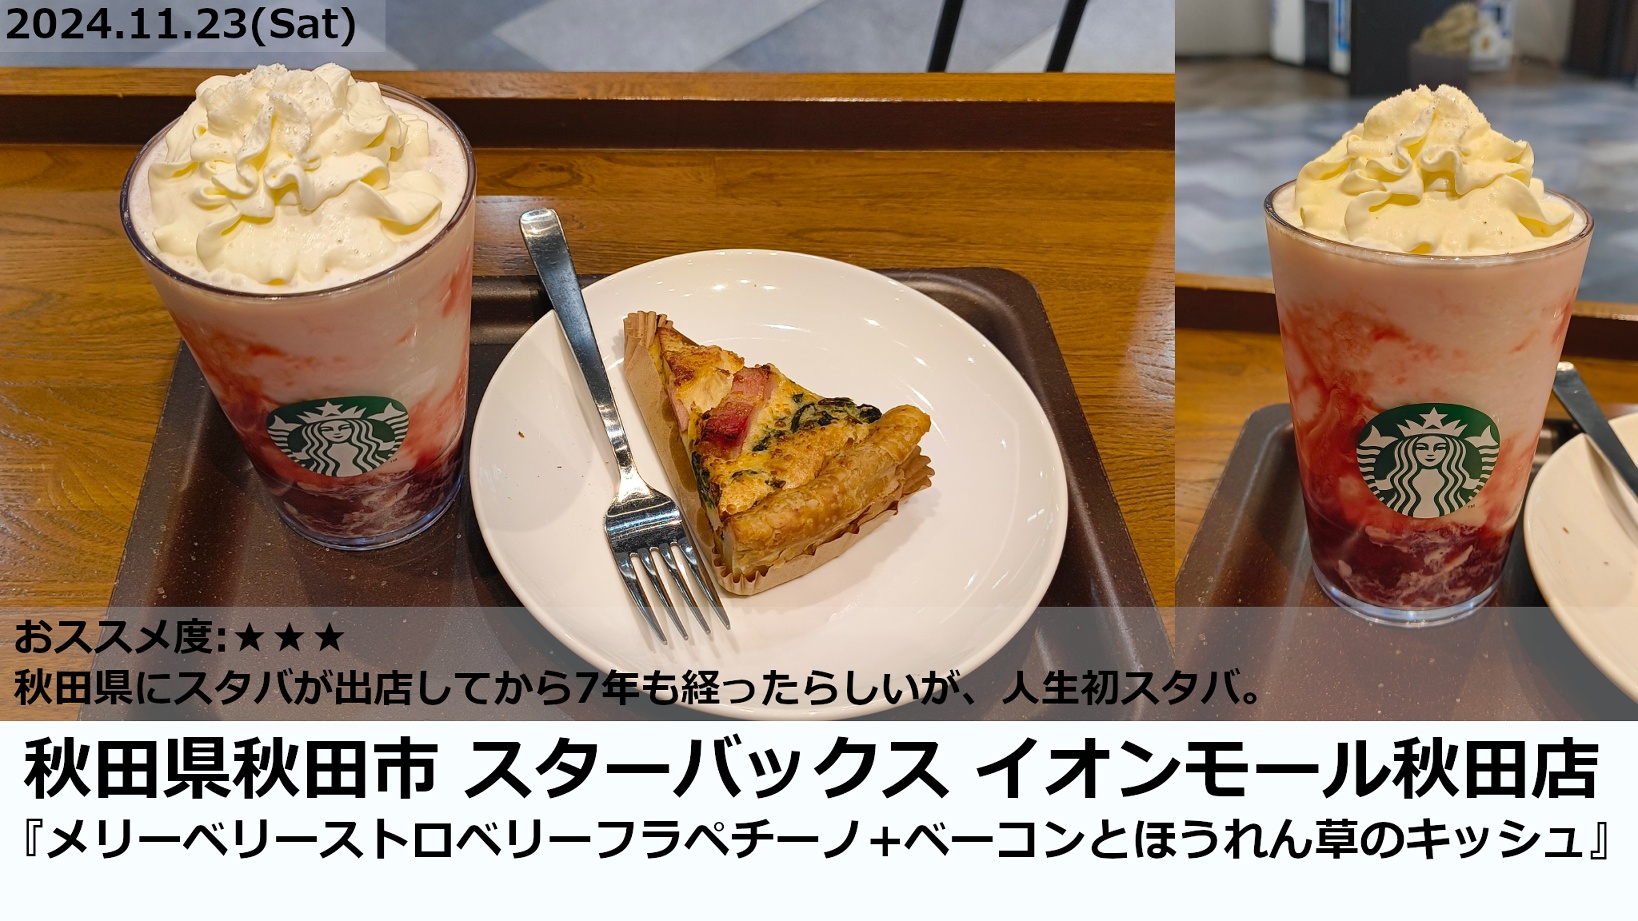 2024.11.23(Sat)
おススメ度:★★★
秋田県にスタバが出店してから7年も経ったらしいが、人生初スタバ。
秋田県秋田市 スターバックス イオンモール秋田店
『メリーベリーストロベリーフラペチーノ+ベーコンとほうれん草のキッシュ』